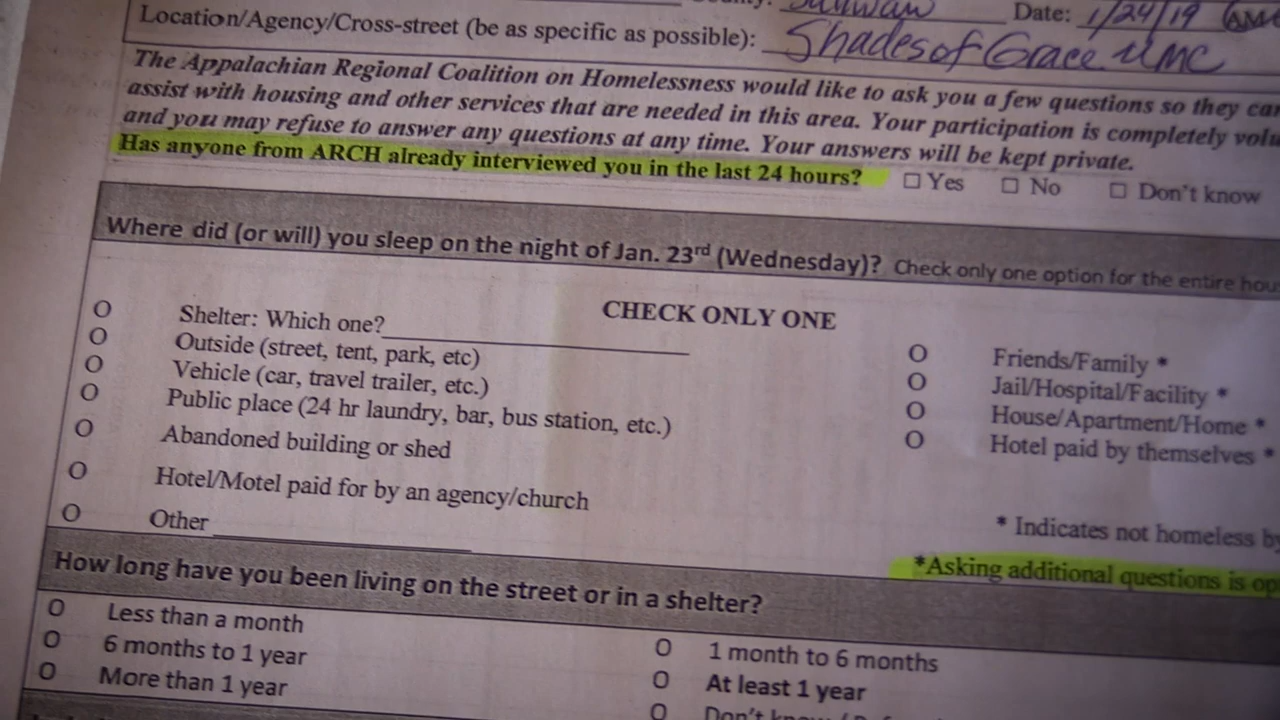 Date: 1/24/19 AM
Location/Agency/Cross-street (be as specific as possible): Shades of Grace UMC
The Appalachian Regional Coalition on Homelessness would like to ask you a few questions so they can
assist with housing and other services that are needed in this area. Your participation is completely
and you may refuse to answer any questions at any time. Your answers will be kept private.
Has anyone from ARCH already interviewed you in the last 24 hours? ☐ Yes ☐ No ☐ Don't know
Where did (or will) you sleep on the night of Jan. 23rd (Wednesday)? Check only one option for the entire
CHECK ONLY ONE
O Shelter: Which one?
O Outside (street, tent, park, etc)
O Vehicle (car, travel trailer, etc.)
O Public place (24 hr laundry, bar, bus station, etc.)
O Abandoned building or shed
O Hotel/Motel paid for by an agency/church
O Other
O Friends/Family *
O Jail/Hospital/Facility *
O House/Apartment/Home *
O Hotel paid by themselves *
* Indicates not homeless by
*Asking additional questions is
How long have you been living on the street or in a shelter?
O Less than a month
O 6 months to 1 year
O More than 1 year
O 1 month to 6 months
O At least 1 year
O Don't know